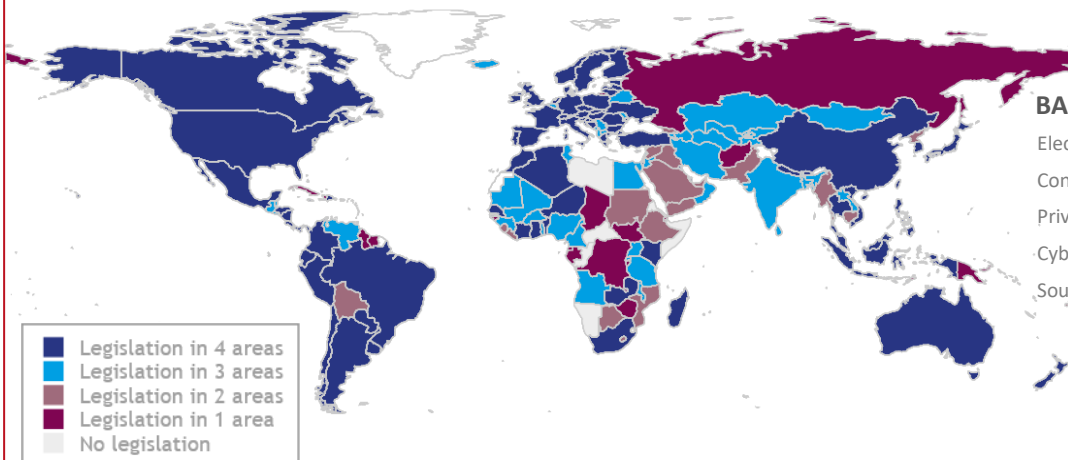 BA
Elec
Con
Priv
Cyb
Sou
Legislation in 4 areas
Legislation in 3 areas
Legislation in 2 areas
Legislation in 1 area
No legislation